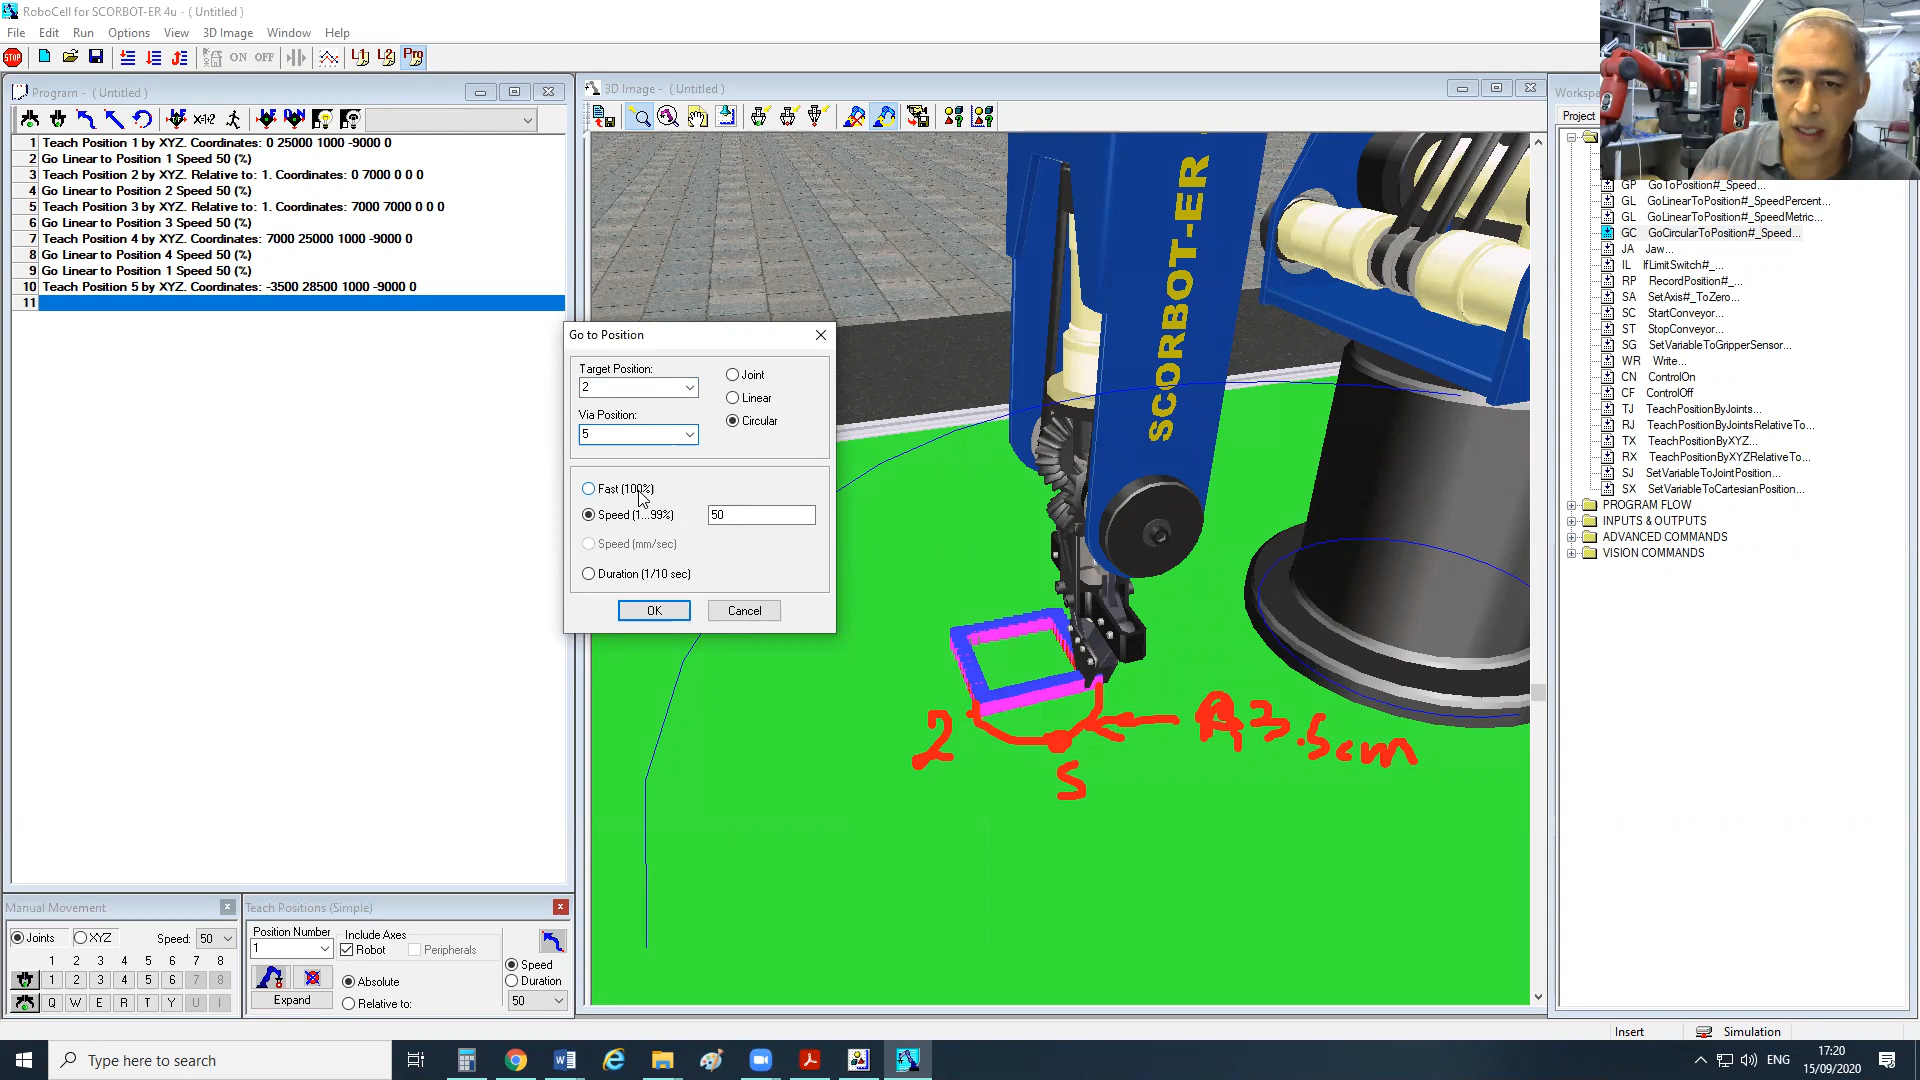 RoboCell for SCORBOT-ER 4u - ( Untitled )
File Edit Run Options View 3D Image Window Help
STOP ON OFF L1 L2 Prg
Program - ( Untitled )
3D Image - ( Untitled )
Project
1 Teach Position 1 by XYZ. Coordinates: 0 25000 1000 -9000 0
2 Go Linear to Position 1 Speed 50 (%)
3 Teach Position 2 by XYZ. Relative to: 1. Coordinates: 0 7000 0 0 0
4 Go Linear to Position 2 Speed 50 (%)
5 Teach Position 3 by XYZ. Relative to: 1. Coordinates: 7000 7000 0 0 0
6 Go Linear to Position 3 Speed 50 (%)
7 Teach Position 4 by XYZ. Coordinates: 7000 25000 1000 -9000 0
8 Go Linear to Position 4 Speed 50 (%)
9 Go Linear to Position 1 Speed 50 (%)
10 Teach Position 5 by XYZ. Coordinates: -3500 28500 1000 -9000 0
11
Go to Position
Target Position:
2
Joint
Linear
Via Position:
5
Circular
Fast (100%)
Speed (1...99%) 50
Speed (mm/sec)
Duration (1/10 sec)
OK Cancel
SCORBOT-ER
2
5
R 3.5cm
GP GoToPosition#_Speed...
GL GoLinearToPosition#_SpeedPercent...
GL GoLinearToPosition#_SpeedMetric...
GC GoCircularToPosition#_Speed...
JA Jaw...
IL IfLimitSwitch#_...
RP RecordPosition#_...
SA SetAxis#_ToZero...
SC StartConveyor...
ST StopConveyor...
SG SetVariableToGripperSensor...
WR Write...
CN ControlOn
CF ControlOff
TJ TeachPositionByJoints...
RJ TeachPositionByJointsRelativeTo...
TX TeachPositionByXYZ...
RX TeachPositionByXYZRelativeTo...
SJ SetVariableToJointPosition...
SX SetVariableToCartesianPosition...
PROGRAM FLOW
INPUTS & OUTPUTS
ADVANCED COMMANDS
VISION COMMANDS
Manual Movement
Joints XYZ Speed: 50
1 2 3 4 5 6 7 8
1 2 3 4 5 6 7 8
Q W E R T Y U I
Teach Positions (Simple)
Position Number
1
Include Axes
Robot Peripherals
Absolute
Relative to:
Expand
Speed
Duration
50
Insert Simulation
Type here to search
ENG
17:20
15/09/2020